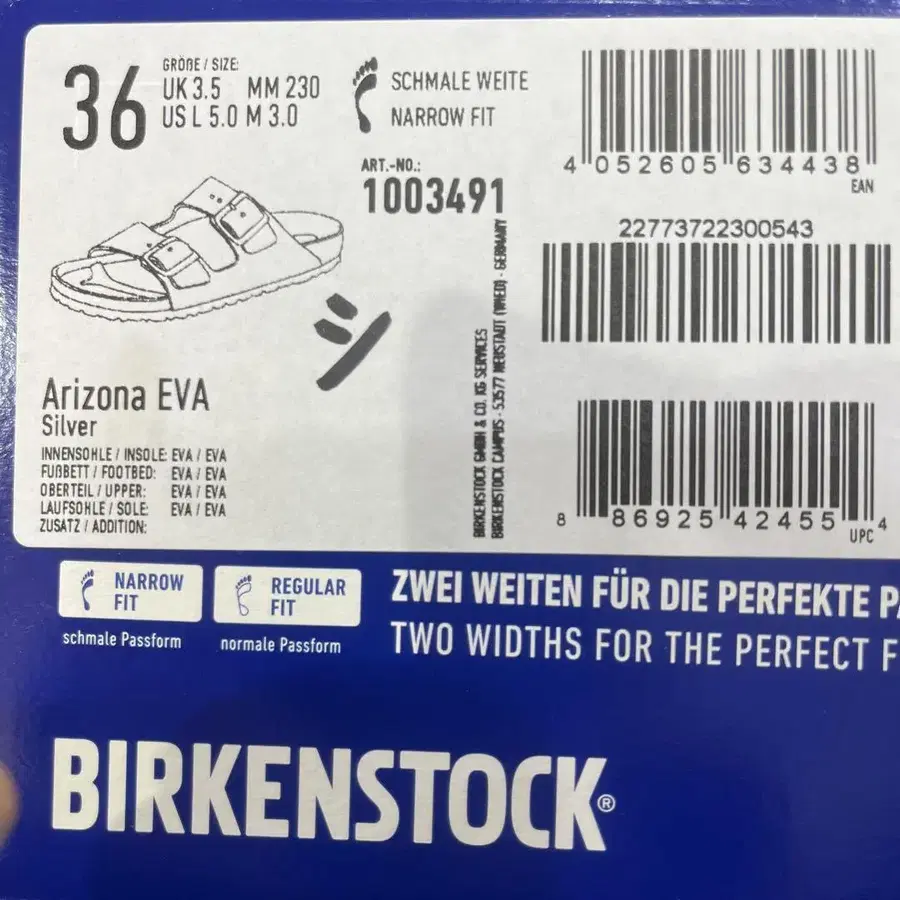 36
GRÖßE / SIZE:
UK 3.5 MM 230
US L 5.0 M 3.0
SCHMALE WEITE
NARROW FIT
ART.-NO.:
1003491
4 052605 634438
EAN
22773722300543
Arizona EVA
Silver
INNENSOHLE / INSOLE: EVA / EVA
FUßBETT / FOOTBED: EVA / EVA
OBERTEIL / UPPER: EVA / EVA
LAUFSOHLE / SOLE: EVA / EVA
ZUSATZ / ADDITION:
BIRKENSTOCK GMBH & CO. KG SERVICES
BIRKENSTOCK CAMPUS - 53577 NEUSTADT (WIED) - GERMANY
8 86925 42455 4
UPC
NARROW FIT
schmale Passform
REGULAR FIT
normale Passform
ZWEI WEITEN FÜR DIE PERFEKTE
TWO WIDTHS FOR THE PERFECT
BIRKENSTOCK®